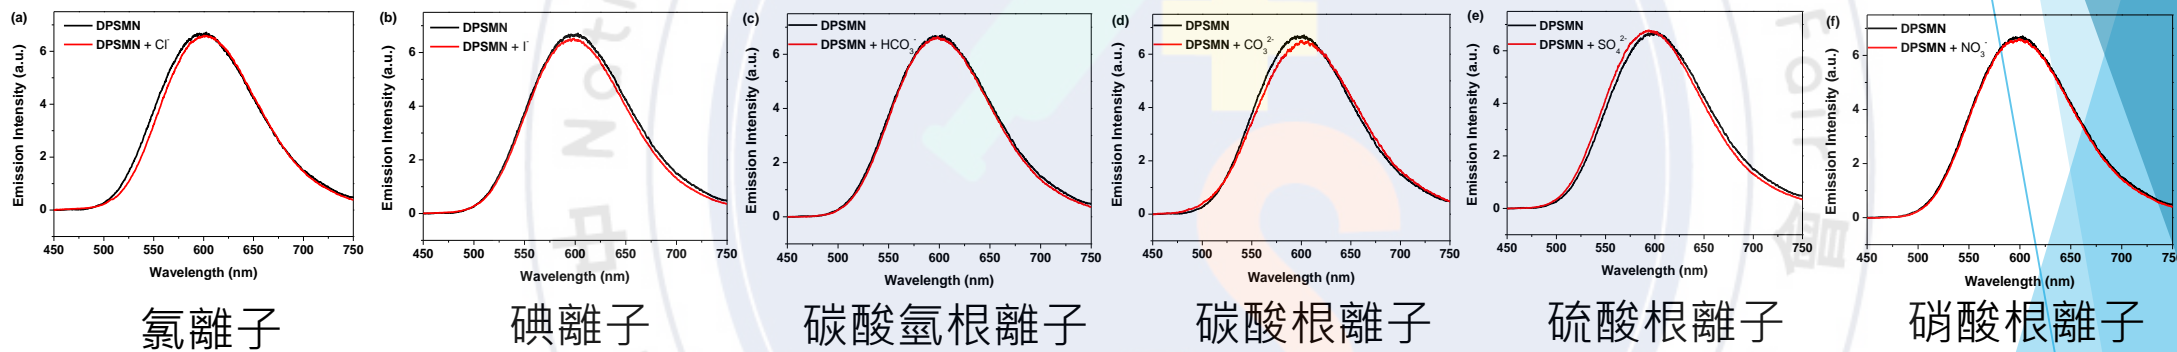 (a)
DPSMN
DPSMN + Cl⁻
Emission Intensity (a.u.)
6
4
2
0
450 500 550 600 650 700 750
Wavelength (nm)
氯離子
(b)
DPSMN
DPSMN + I⁻
Emission Intensity (a.u.)
6
4
2
0
450 500 550 600 650 700 750
Wavelength (nm)
碘離子
(c)
DPSMN
DPSMN + HCO₃⁻
Emission Intensity (a.u.)
6
4
2
0
450 500 550 600 650 700 750
Wavelength (nm)
碳酸氫根離子
(d)
DPSMN
DPSMN + CO₃²⁻
Emission Intensity (a.u.)
6
4
2
0
450 500 550 600 650 700 750
Wavelength (nm)
碳酸根離子
(e)
DPSMN
DPSMN + SO₄²⁻
Emission Intensity (a.u.)
6
4
2
0
450 500 550 600 650 700 750
Wavelength (nm)
硫酸根離子
(f)
DPSMN
DPSMN + NO₃⁻
Emission Intensity (a.u.)
6
4
2
0
450 500 550 600 650 700 750
Wavelength (nm)
硝酸根離子
中 Not
Fair 會